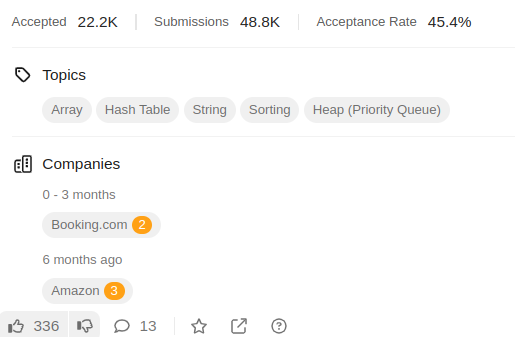 Accepted 22.2K Submissions 48.8K Acceptance Rate 45.4%
Topics
Array Hash Table String Sorting Heap (Priority Queue)
Companies
0 - 3 months
Booking.com 2
6 months ago
Amazon 3
336 13